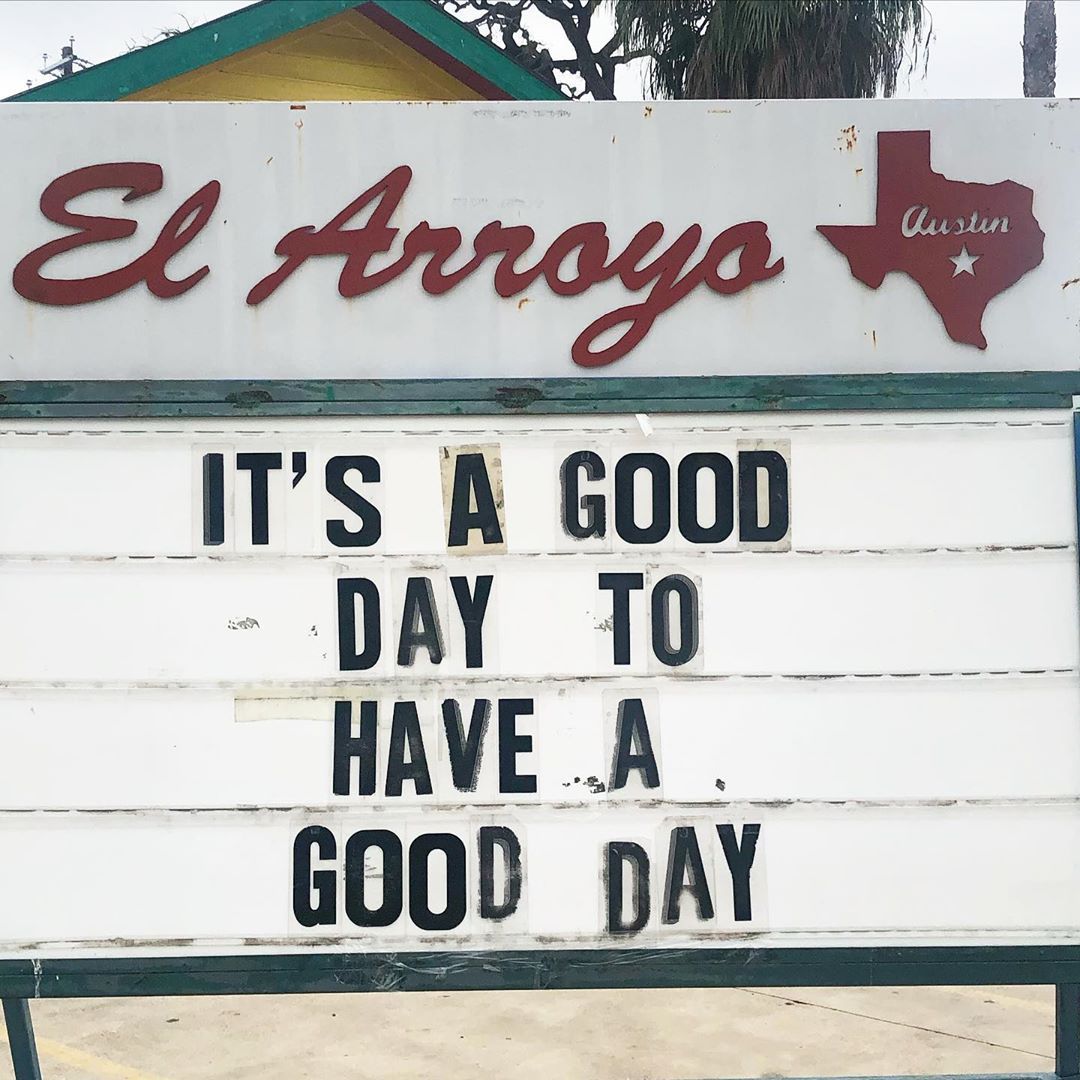 El Arroyo
Austin
IT'S A GOOD
DAY TO
HAVE A
GOOD DAY